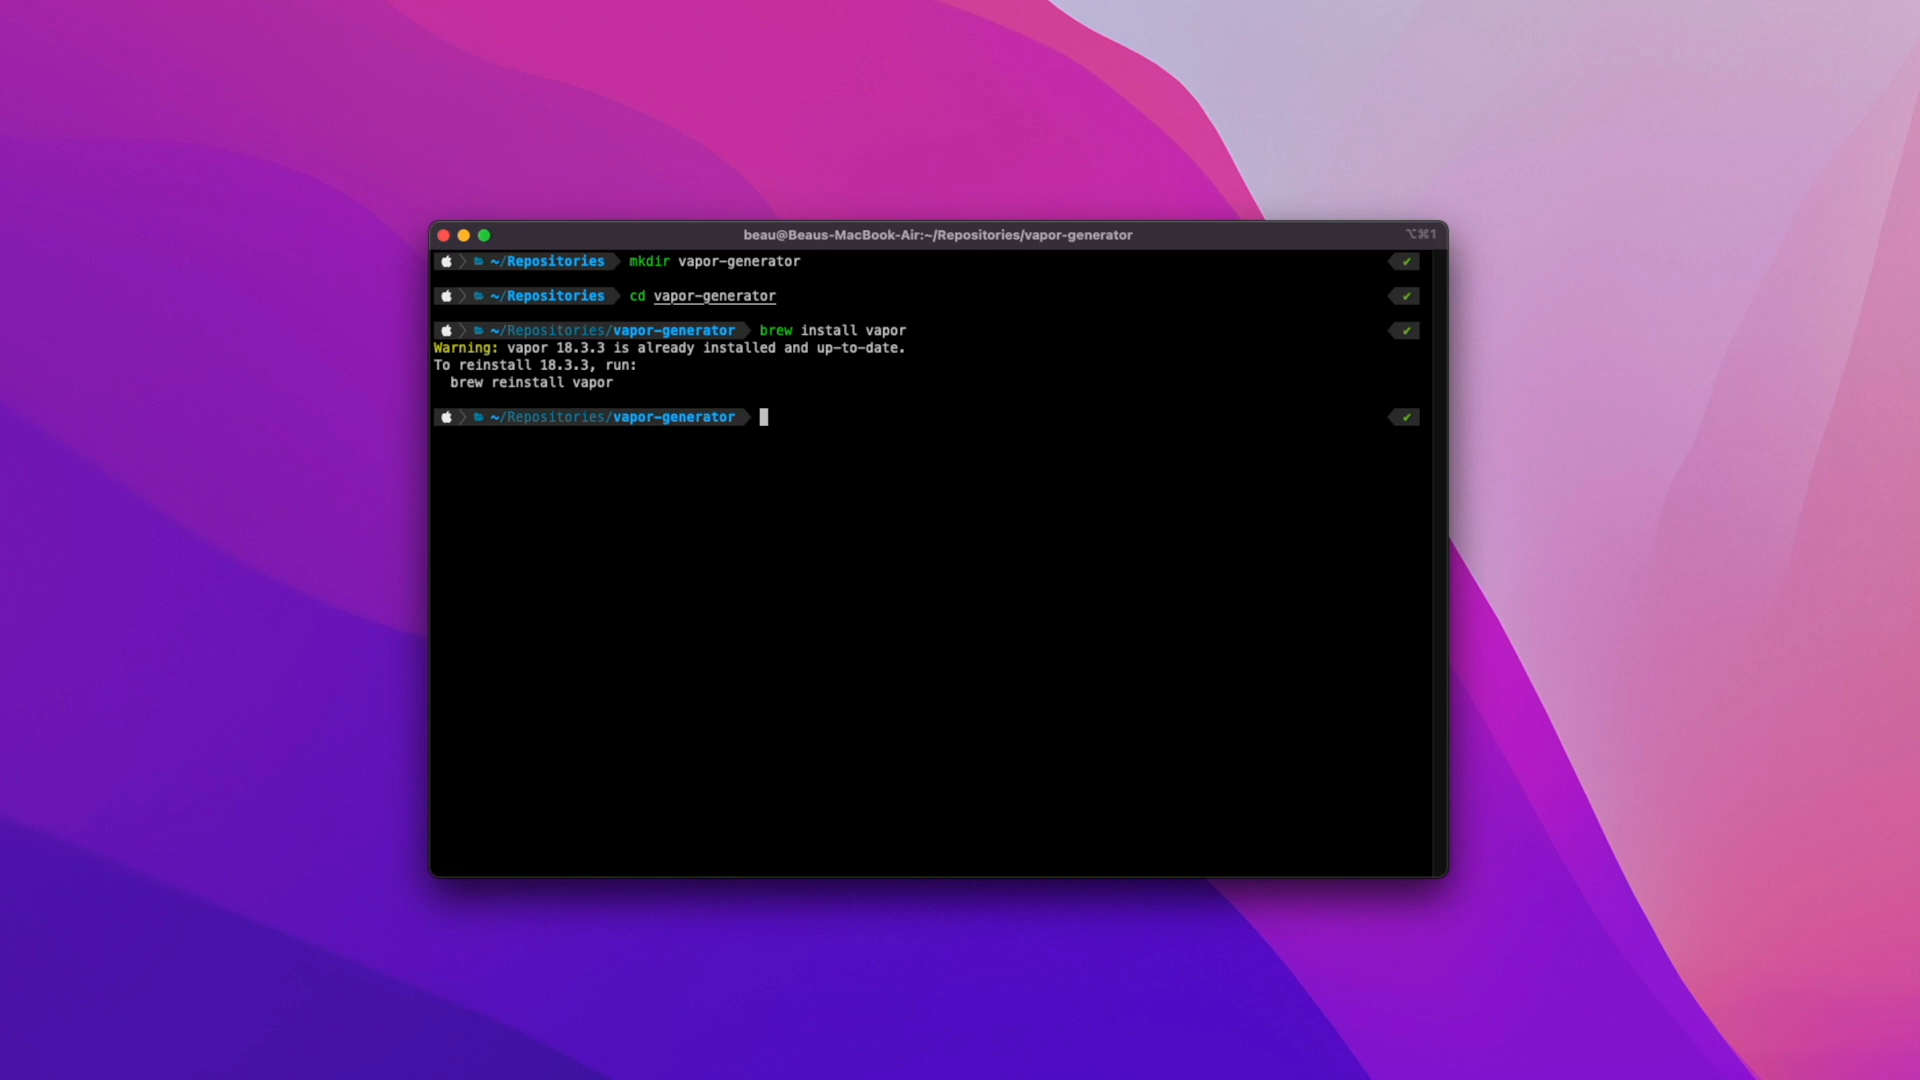 beau@Beaus-MacBook-Air:~/Repositories/vapor-generator ⌥⌘1
~/Repositories mkdir vapor-generator ✔
~/Repositories cd vapor-generator ✔
~/Repositories/vapor-generator brew install vapor ✔
Warning: vapor 18.3.3 is already installed and up-to-date.
To reinstall 18.3.3, run:
brew reinstall vapor
~/Repositories/vapor-generator ✔